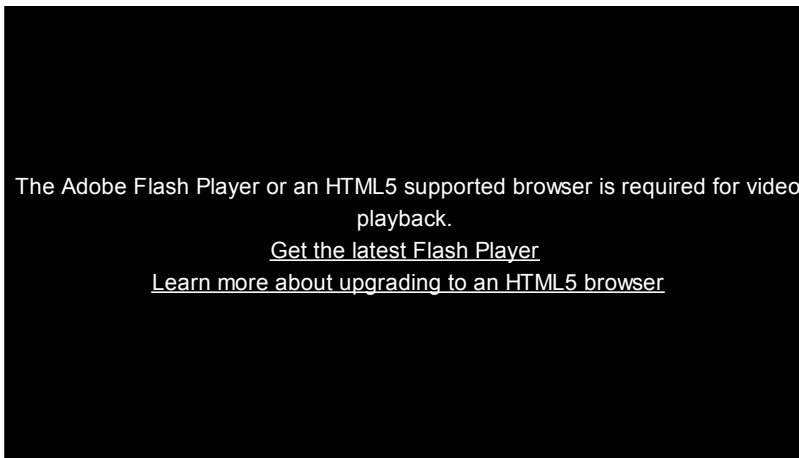 The Adobe Flash Player or an HTML5 supported browser is required for video
playback.
Get the latest Flash Player
Learn more about upgrading to an HTML5 browser